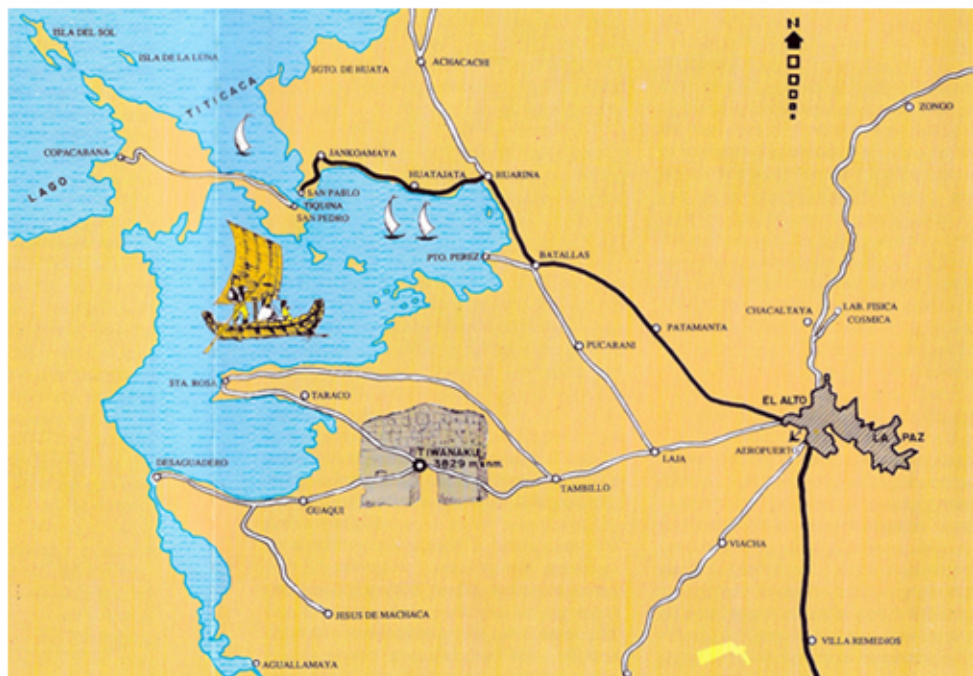 ISLA DEL SOL
ISLA DE LA LUNA
SGTO. DE HUATA
ACHACACHI
N
ZONGO
LAGO TITICACA
COPACABANA
JANKOAMAYA
HUATAJATA
HUARINA
SAN PABLO
TIQUINA
SAN PEDRO
PTO. PEREZ
BATALLAS
CHACALTAYA
LAB. FISICA
COSMICA
PATAMANTA
PUCARANI
STA. ROSA
TARACO
EL ALTO
LA PAZ
AEROPUERTO
TIWANAKU
3829 m.snm.
LAJA
DESAGUADERO
TAMBILLO
GUAQUI
VIACHA
JESUS DE MACHACA
VILLA REMEDIOS
AGUALLAMAYA